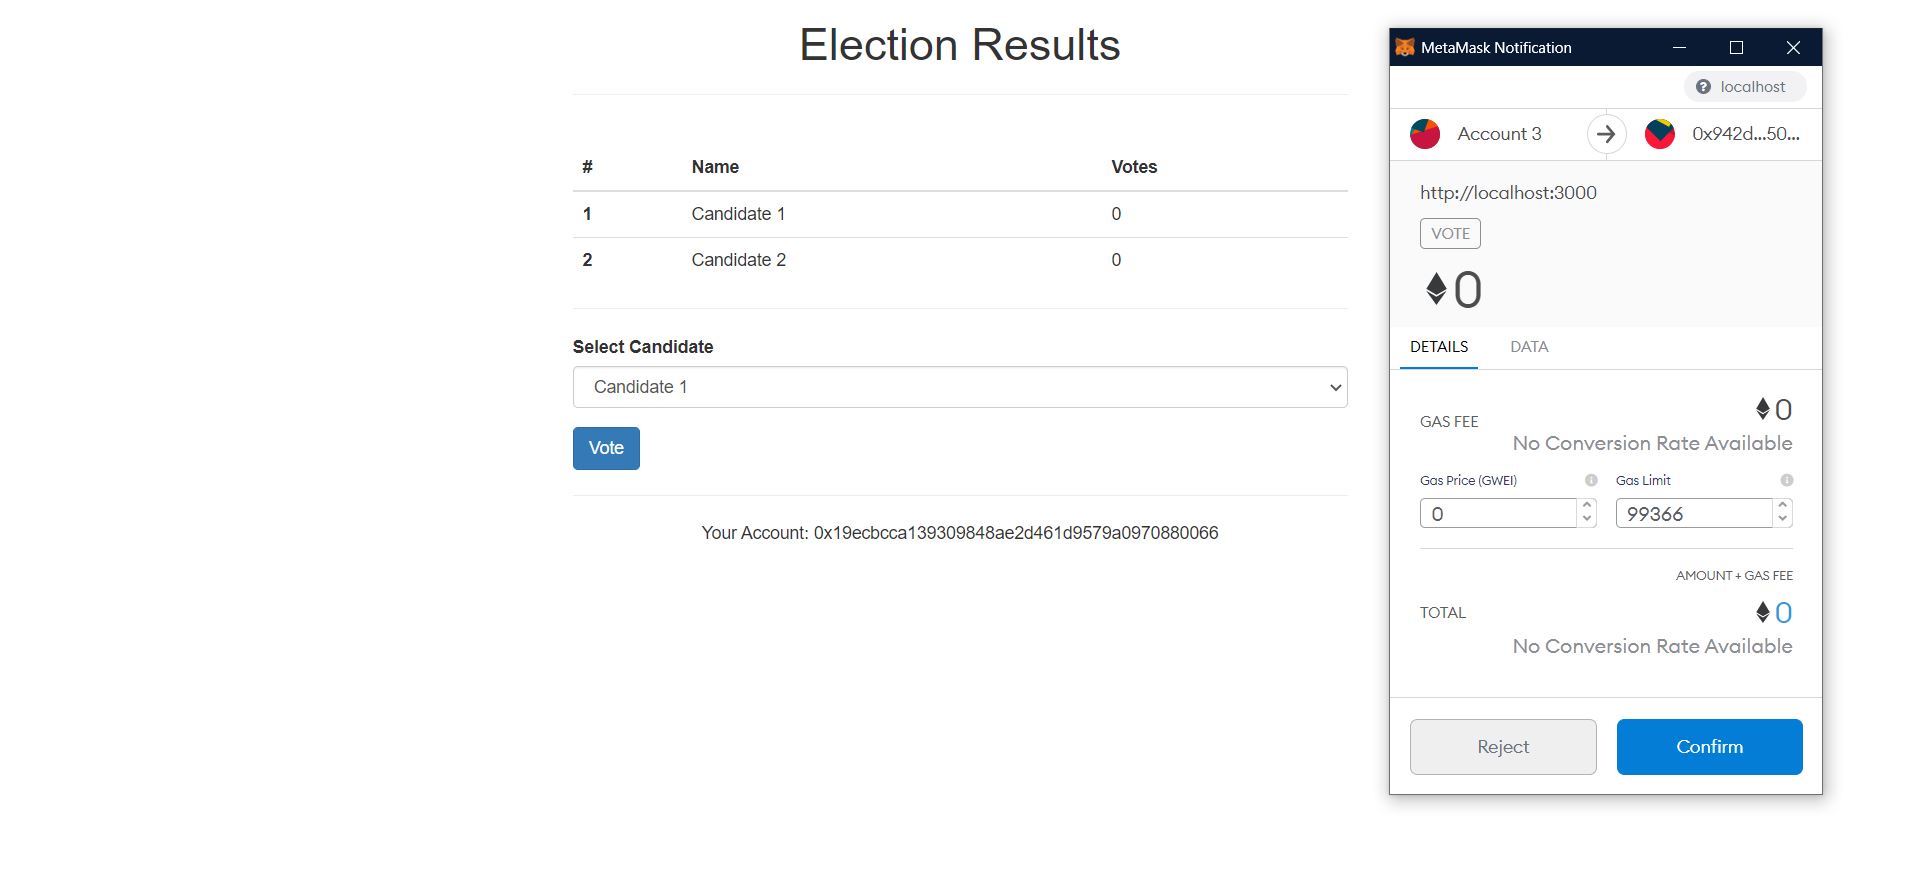 Election Results
# Name Votes
1 Candidate 1 0
2 Candidate 2 0
Select Candidate
Candidate 1
Vote
Your Account: 0x19ecbcca139309848ae2d461d9579a0970880066
MetaMask Notification
localhost
Account 3 0x942d...50...
http://localhost:3000
VOTE
0
DETAILS DATA
GAS FEE 0
No Conversion Rate Available
Gas Price (GWEI) Gas Limit
0 99366
AMOUNT + GAS FEE
TOTAL 0
No Conversion Rate Available
Reject Confirm